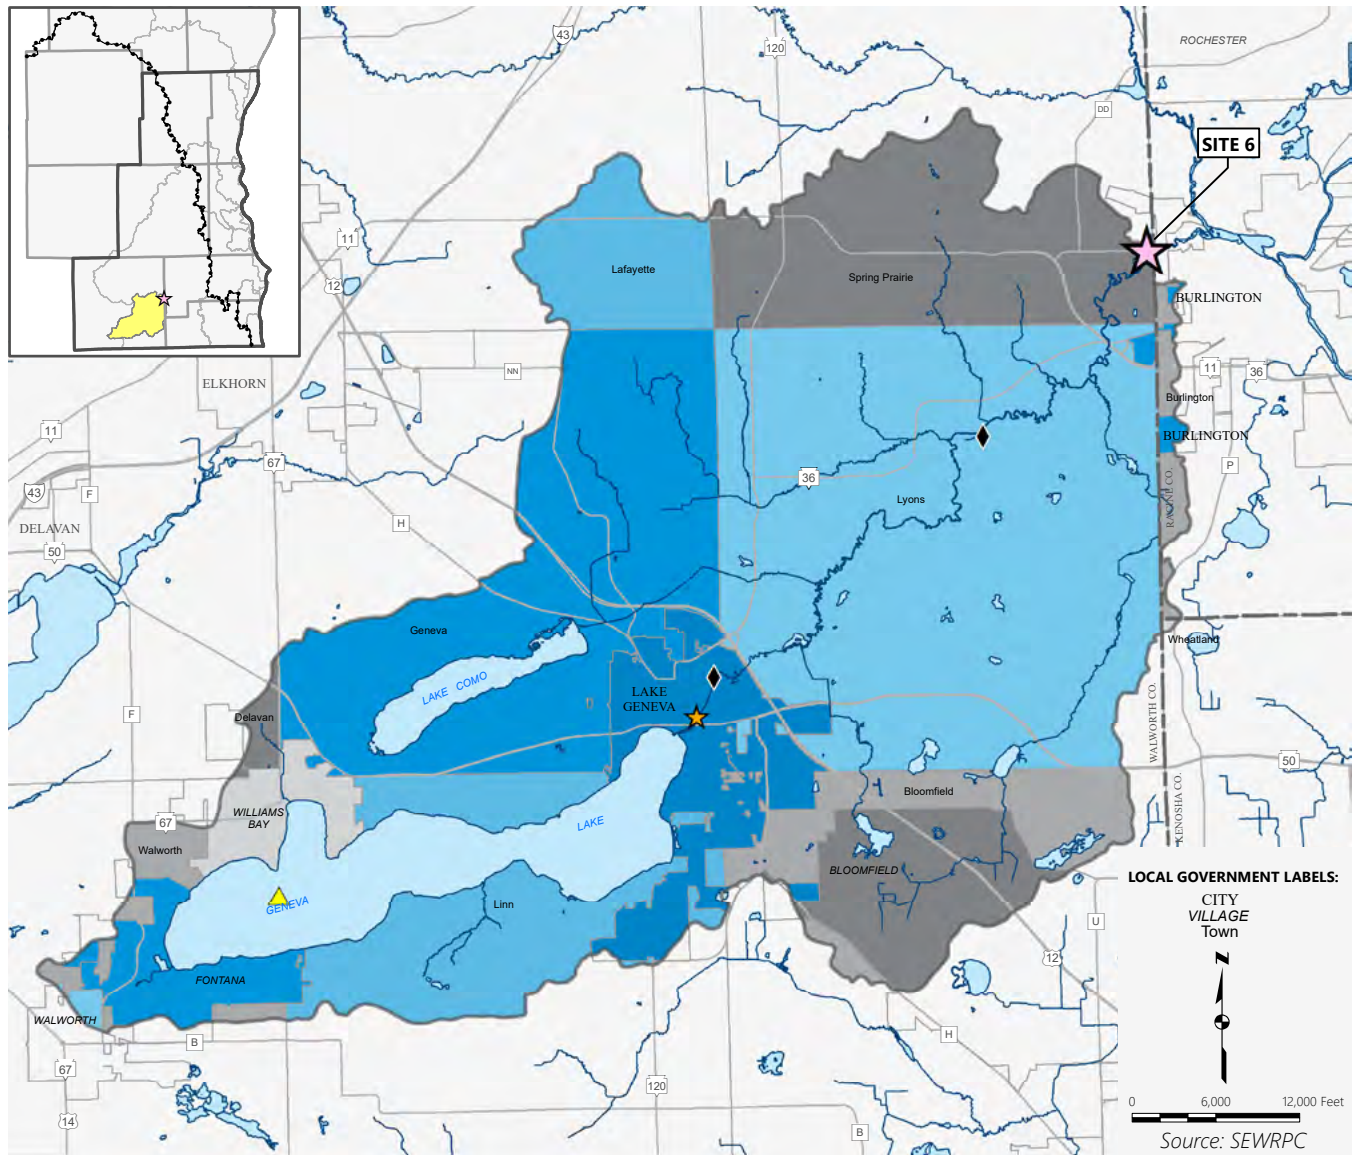 43
120
ROCHESTER
DD
SITE 6
11
12
Lafayette
Spring Prairie
BURLINGTON
NN
ELKHORN
11
36
Burlington
11
BURLINGTON
67
36
P
43
F
Lyons
RACINE CO.
DELAVAN
H
50
Geneva
Wheatland
LAKE COMO
LAKE
GENEVA
WALWORTH CO.
F
Delavan
50
Bloomfield
KENOSHA CO.
WILLIAMS
BAY
67
LAKE
Walworth
BLOOMFIELD
GENEVA
Linn
U
12
FONTANA
WALWORTH
B
H
67
120
14
B
LOCAL GOVERNMENT LABELS:
CITY
VILLAGE
Town
N
0 6,000 12,000 Feet
Source: SEWRPC